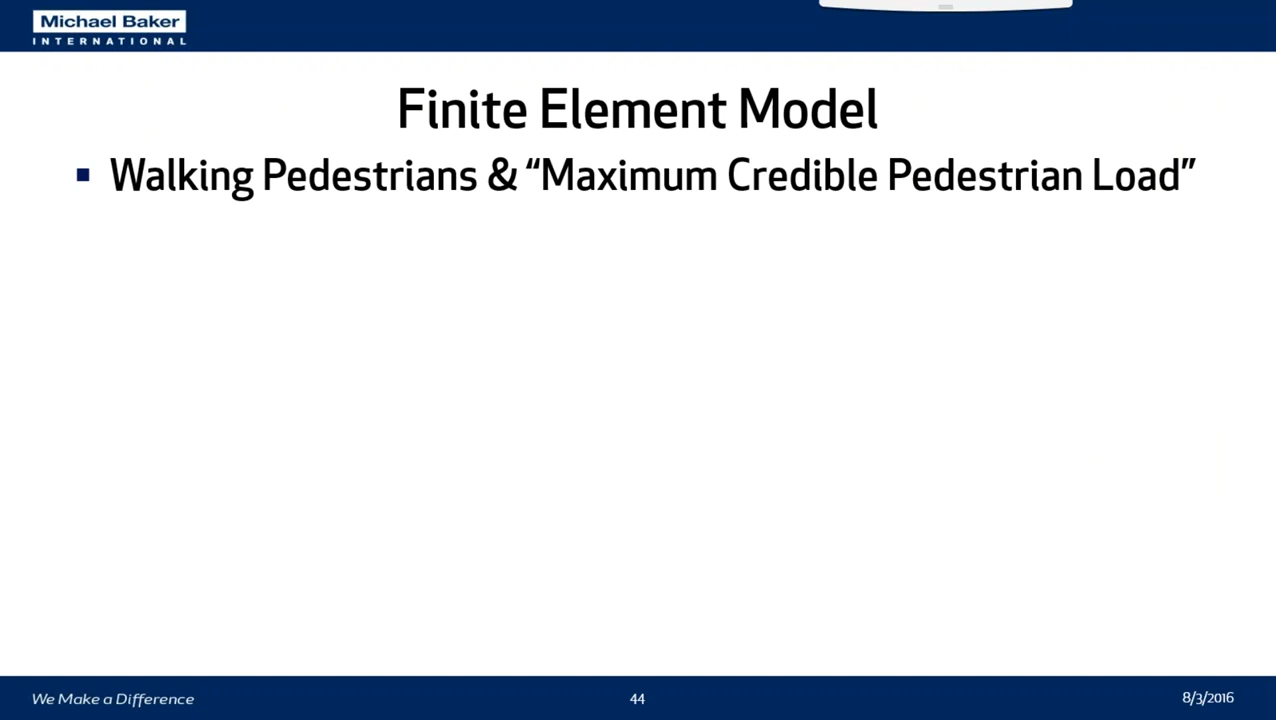 Michael Baker
INTERNATIONAL
Finite Element Model
▪ Walking Pedestrians & “Maximum Credible Pedestrian Load”
We Make a Difference
44
8/3/2016